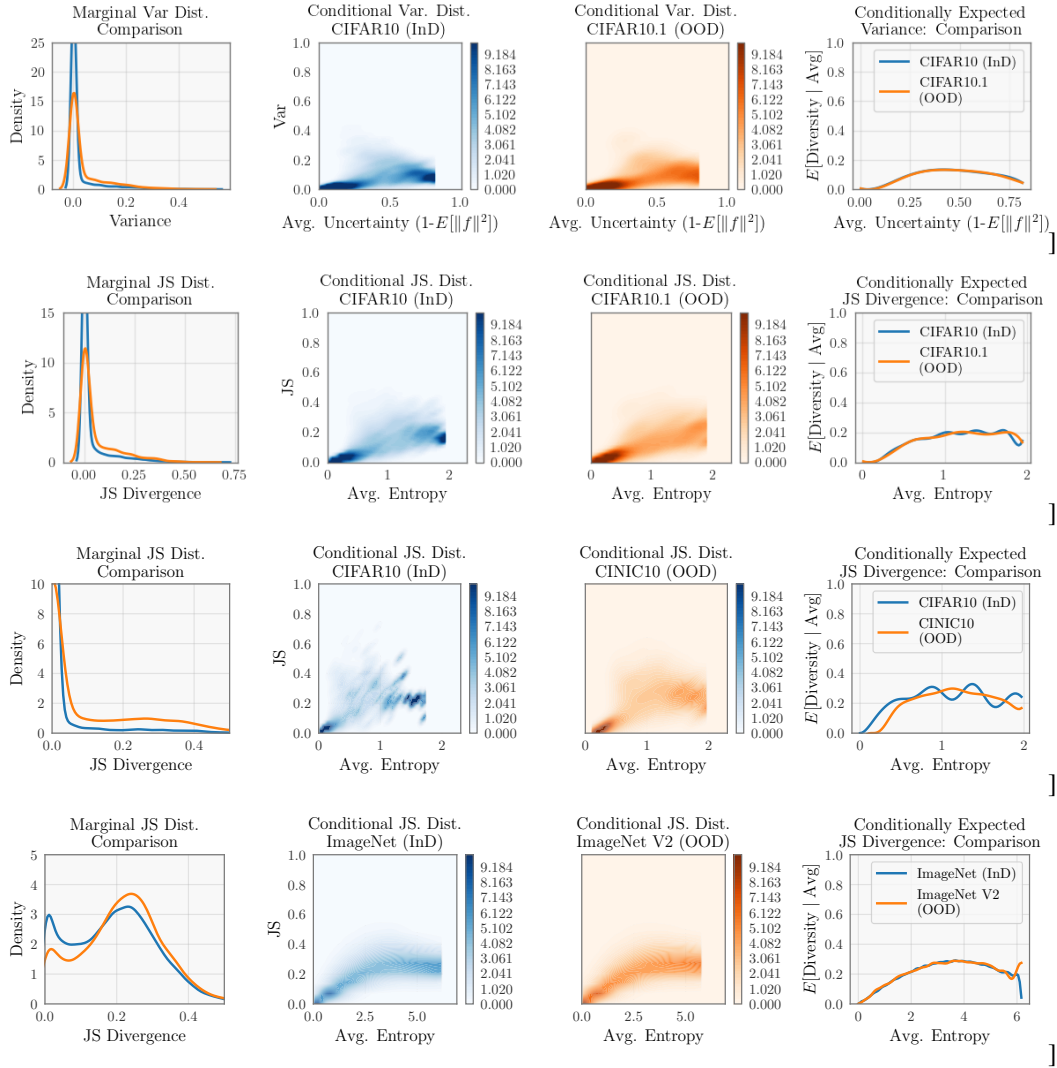 Marginal Var Dist.
Comparison
25
20
15
10
5
0
Density
0.0 0.2 0.4
Variance
Conditional Var. Dist.
CIFAR10 (InD)
1.0
0.8
0.6
0.4
0.2
0.0
Var
0.0 0.5 1.0
Avg. Uncertainty (1-E[‖f‖²])
9.184
8.163
7.143
6.122
5.102
4.082
3.061
2.041
1.020
0.000
Conditional Var. Dist.
CIFAR10.1 (OOD)
0.0 0.5 1.0
Avg. Uncertainty (1-E[‖f‖²])
9.184
8.163
7.143
6.122
5.102
4.082
3.061
2.041
1.020
0.000
Conditionally Expected
Variance: Comparison
1.0
0.8
0.6
0.4
0.2
0.0
E[Diversity | Avg]
CIFAR10 (InD)
CIFAR10.1
(OOD)
0.00 0.25 0.50 0.75
Avg. Uncertainty (1-E[‖f‖²])
]
Marginal JS Dist.
Comparison
15
10
5
0
Density
0.00 0.25 0.50 0.75
JS Divergence
Conditional JS. Dist.
CIFAR10 (InD)
1.0
0.8
0.6
0.4
0.2
0.0
JS
0 1 2
Avg. Entropy
9.184
8.163
7.143
6.122
5.102
4.082
3.061
2.041
1.020
0.000
Conditional JS. Dist.
CIFAR10.1 (OOD)
0 1 2
Avg. Entropy
9.184
8.163
7.143
6.122
5.102
4.082
3.061
2.041
1.020
0.000
Conditionally Expected
JS Divergence: Comparison
1.0
0.8
0.6
0.4
0.2
0.0
E[Diversity | Avg]
CIFAR10 (InD)
CIFAR10.1
(OOD)
0 1 2
Avg. Entropy
]
Marginal JS Dist.
Comparison
10
8
6
4
2
0
Density
0.0 0.2 0.4
JS Divergence
Conditional JS. Dist.
CIFAR10 (InD)
1.0
0.8
0.6
0.4
0.2
0.0
JS
0 1 2
Avg. Entropy
9.184
8.163
7.143
6.122
5.102
4.082
3.061
2.041
1.020
0.000
Conditional JS. Dist.
CINIC10 (OOD)
0 1 2
Avg. Entropy
9.184
8.163
7.143
6.122
5.102
4.082
3.061
2.041
1.020
0.000
Conditionally Expected
JS Divergence: Comparison
1.0
0.8
0.6
0.4
0.2
0.0
E[Diversity | Avg]
CIFAR10 (InD)
CINIC10
(OOD)
0 1 2
Avg. Entropy
]
Marginal JS Dist.
Comparison
5
4
3
2
1
0
Density
0.0 0.2 0.4
JS Divergence
Conditional JS. Dist.
ImageNet (InD)
1.0
0.8
0.6
0.4
0.2
0.0
JS
0.0 2.5 5.0
Avg. Entropy
9.184
8.163
7.143
6.122
5.102
4.082
3.061
2.041
1.020
0.000
Conditional JS. Dist.
ImageNet V2 (OOD)
0.0 2.5 5.0
Avg. Entropy
9.184
8.163
7.143
6.122
5.102
4.082
3.061
2.041
1.020
0.000
Conditionally Expected
JS Divergence: Comparison
1.0
0.8
0.6
0.4
0.2
0.0
E[Diversity | Avg]
ImageNet (InD)
ImageNet V2
(OOD)
0 2 4 6
Avg. Entropy
]